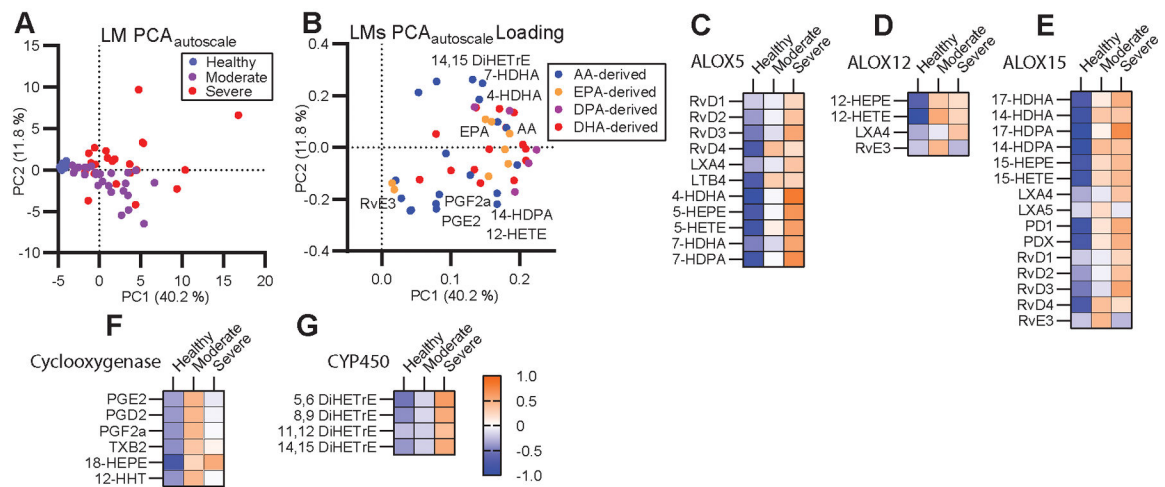 A
LM PCAautoscale
Healthy
Moderate
Severe
PC2 (11.8 %)
15
10
5
0
-5
-10
-5
0
5
10
15
20
PC1 (40.2 %)
B
LMs PCAautoscale Loading
AA-derived
EPA-derived
DPA-derived
DHA-derived
PC2 (11.8 %)
0.4
0.2
0.0
-0.2
-0.4
14,15 DiHETrE
7-HDHA
4-HDHA
EPA
AA
RvE3
PGF2a
PGE2
14-HDPA
12-HETE
0.0
0.1
0.2
PC1 (40.2 %)
C
ALOX5
Healthy
Moderate
Severe
RvD1
RvD2
RvD3
RvD4
LXA4
LTB4
4-HDHA
5-HEPE
5-HETE
7-HDHA
7-HDPA
D
ALOX12
Healthy
Moderate
Severe
12-HEPE
12-HETE
LXA4
RvE3
E
ALOX15
Healthy
Moderate
Severe
17-HDHA
14-HDHA
17-HDPA
14-HDPA
15-HEPE
15-HETE
LXA4
LXA5
PD1
PDX
RvD1
RvD2
RvD3
RvD4
RvE3
F
Cyclooxygenase
Healthy
Moderate
Severe
PGE2
PGD2
PGF2a
TXB2
18-HEPE
12-HHT
G
CYP450
Healthy
Moderate
Severe
5,6 DiHETrE
8,9 DiHETrE
11,12 DiHETrE
14,15 DiHETrE
1.0
0.5
0
-0.5
-1.0